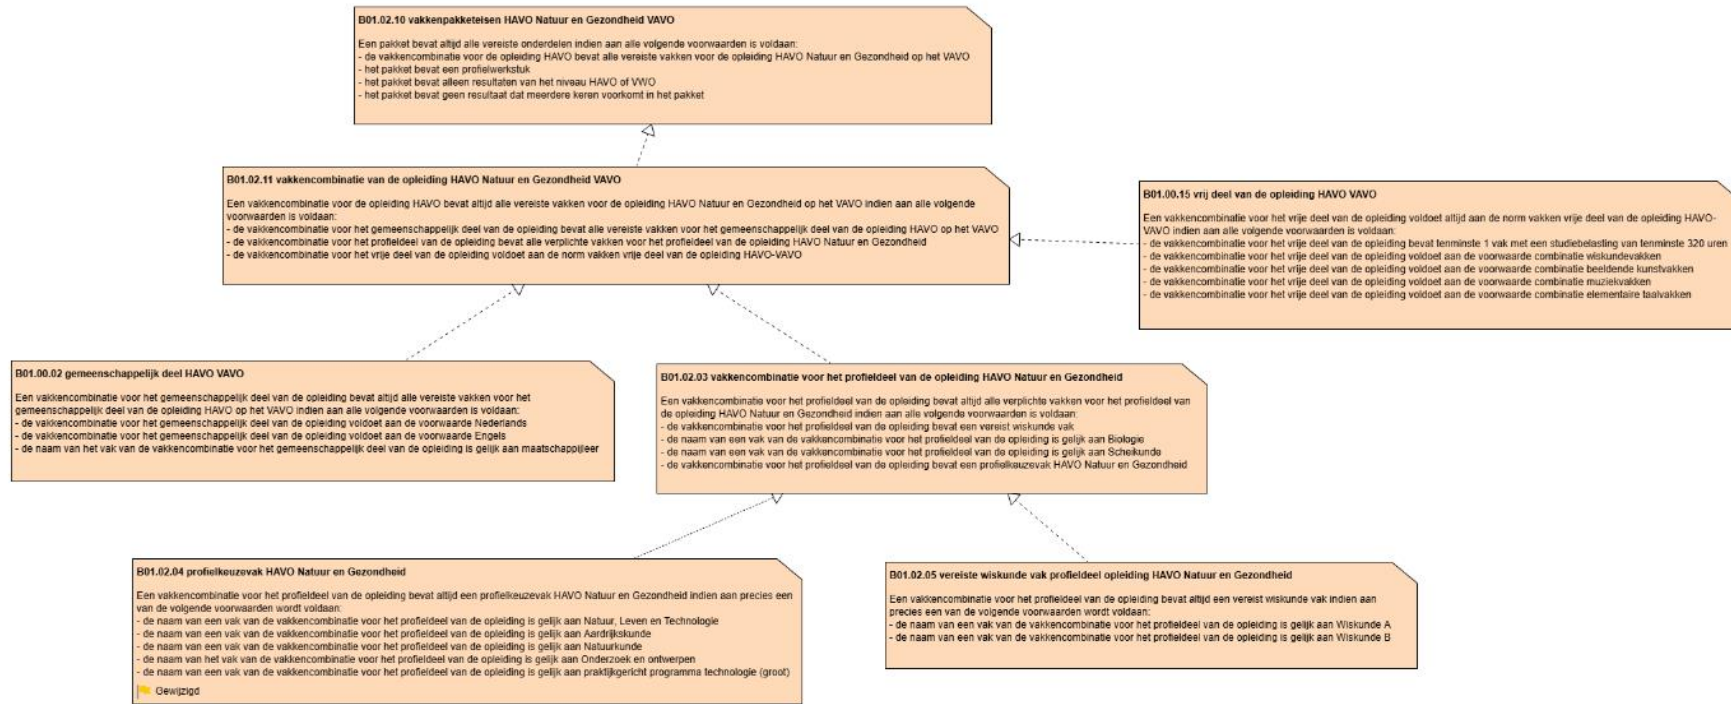 B01.02.10 vakkenpakketeisen HAVO Natuur en Gezondheid VAVO
Een pakket bevat altijd alle vereiste onderdelen indien aan alle volgende voorwaarden is voldaan:
- de vakkencombinatie voor de opleiding HAVO bevat alle vereiste vakken voor de opleiding HAVO Natuur en Gezondheid op het VAVO
- het pakket bevat een profielwerkstuk
- het pakket bevat alleen resultaten van het niveau HAVO of VWO
- het pakket bevat geen resultaat dat meerdere keren voorkomt in het pakket
B01.02.11 vakkencombinatie van de opleiding HAVO Natuur en Gezondheid VAVO
Een vakkencombinatie voor de opleiding HAVO bevat altijd alle vereiste vakken voor de opleiding HAVO Natuur en Gezondheid op het VAVO indien aan alle volgende
voorwaarden is voldaan:
- de vakkencombinatie voor het gemeenschappelijk deel van de opleiding bevat alle vereiste vakken voor het gemeenschappelijk deel van de opleiding HAVO op het VAVO
- de vakkencombinatie voor het profieldeel van de opleiding bevat alle verplichte vakken voor het profieldeel van de opleiding HAVO Natuur en Gezondheid
- de vakkencombinatie voor het vrije deel van de opleiding voldoet aan de norm vakken vrije deel van de opleiding HAVO-VAVO
B01.00.15 vrij deel van de opleiding HAVO VAVO
Een vakkencombinatie voor het vrije deel van de opleiding voldoet altijd aan de norm vakken vrije deel van de opleiding HAVO-
VAVO indien aan alle volgende voorwaarden is voldaan:
- de vakkencombinatie voor het vrije deel van de opleiding bevat tenminste 1 vak met een studiebelasting van tenminste 320 uren
- de vakkencombinatie voor het vrije deel van de opleiding voldoet aan de voorwaarde combinatie wiskundevakken
- de vakkencombinatie voor het vrije deel van de opleiding voldoet aan de voorwaarde combinatie beeldende kunstvakken
- de vakkencombinatie voor het vrije deel van de opleiding voldoet aan de voorwaarde combinatie muziekvakken
- de vakkencombinatie voor het vrije deel van de opleiding voldoet aan de voorwaarde combinatie elementaire taalvakken
B01.00.02 gemeenschappelijk deel HAVO VAVO
Een vakkencombinatie voor het gemeenschappelijk deel van de opleiding bevat altijd alle vereiste vakken voor het
gemeenschappelijk deel van de opleiding HAVO op het VAVO indien aan alle volgende voorwaarden is voldaan:
- de vakkencombinatie voor het gemeenschappelijk deel van de opleiding voldoet aan de voorwaarde Nederlands
- de vakkencombinatie voor het gemeenschappelijk deel van de opleiding voldoet aan de voorwaarde Engels
- de naam van het vak van de vakkencombinatie voor het gemeenschappelijk deel van de opleiding is gelijk aan maatschappijleer
B01.02.03 vakkencombinatie voor het profieldeel van de opleiding HAVO Natuur en Gezondheid
Een vakkencombinatie voor het profieldeel van de opleiding bevat altijd alle verplichte vakken voor het profieldeel van
de opleiding HAVO Natuur en Gezondheid indien aan alle volgende voorwaarden is voldaan:
- de vakkencombinatie voor het profieldeel van de opleiding bevat een vereist wiskunde vak
- de naam van een vak van de vakkencombinatie voor het profieldeel van de opleiding is gelijk aan Biologie
- de naam van een vak van de vakkencombinatie voor het profieldeel van de opleiding is gelijk aan Scheikunde
- de vakkencombinatie voor het profieldeel van de opleiding bevat een profielkeuzevak HAVO Natuur en Gezondheid
B01.02.04 profielkeuzevak HAVO Natuur en Gezondheid
Een vakkencombinatie voor het profieldeel van de opleiding bevat altijd een profielkeuzevak HAVO Natuur en Gezondheid indien aan precies een
van de volgende voorwaarden wordt voldaan:
- de naam van een vak van de vakkencombinatie voor het profieldeel van de opleiding is gelijk aan Natuur, Leven en Technologie
- de naam van een vak van de vakkencombinatie voor het profieldeel van de opleiding is gelijk aan Aardrijkskunde
- de naam van een vak van de vakkencombinatie voor het profieldeel van de opleiding is gelijk aan Natuurkunde
- de naam van het vak van de vakkencombinatie voor het profieldeel van de opleiding is gelijk aan Onderzoek en ontwerpen
- de naam van een vak van de vakkencombinatie voor het profieldeel van de opleiding is gelijk aan praktijkgericht programma technologie (groot)
Gewijzigd
B01.02.05 vereiste wiskunde vak profieldeel opleiding HAVO Natuur en Gezondheid
Een vakkencombinatie voor het profieldeel van de opleiding bevat altijd een vereist wiskunde vak indien aan
precies een van de volgende voorwaarden wordt voldaan:
- de naam van een vak van de vakkencombinatie voor het profieldeel van de opleiding is gelijk aan Wiskunde A
- de naam van een vak van de vakkencombinatie voor het profieldeel van de opleiding is gelijk aan Wiskunde B